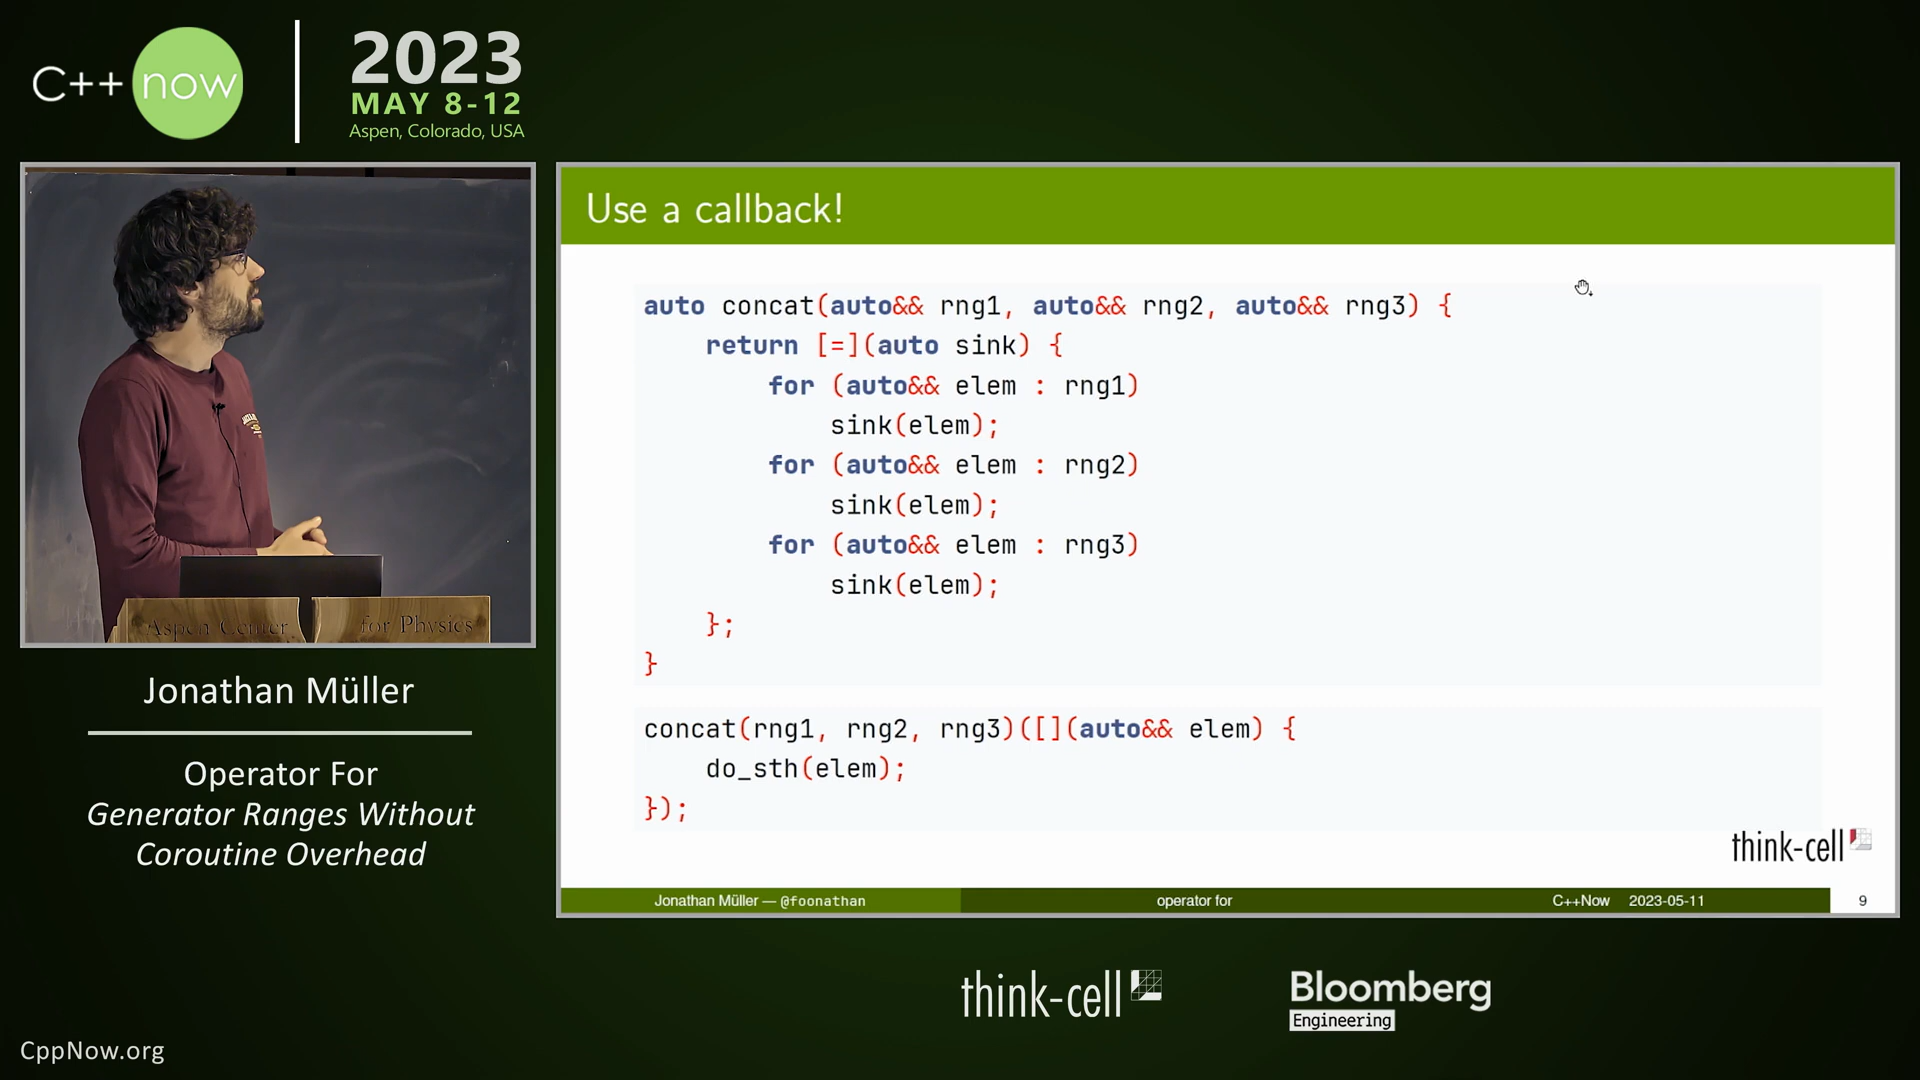 C++ now
2023
MAY 8-12
Aspen, Colorado, USA
Aspen Center for Physics
Jonathan Müller
Operator For
Generator Ranges Without
Coroutine Overhead
Use a callback!
auto concat(auto&& rng1, auto&& rng2, auto&& rng3) {
return [=](auto sink) {
for (auto&& elem : rng1)
sink(elem);
for (auto&& elem : rng2)
sink(elem);
for (auto&& elem : rng3)
sink(elem);
};
}
concat(rng1, rng2, rng3)([](auto&& elem) {
do_sth(elem);
});
think-cell
Jonathan Müller — @foonathan operator for C++Now 2023-05-11 9
think-cell
Bloomberg
Engineering
CppNow.org